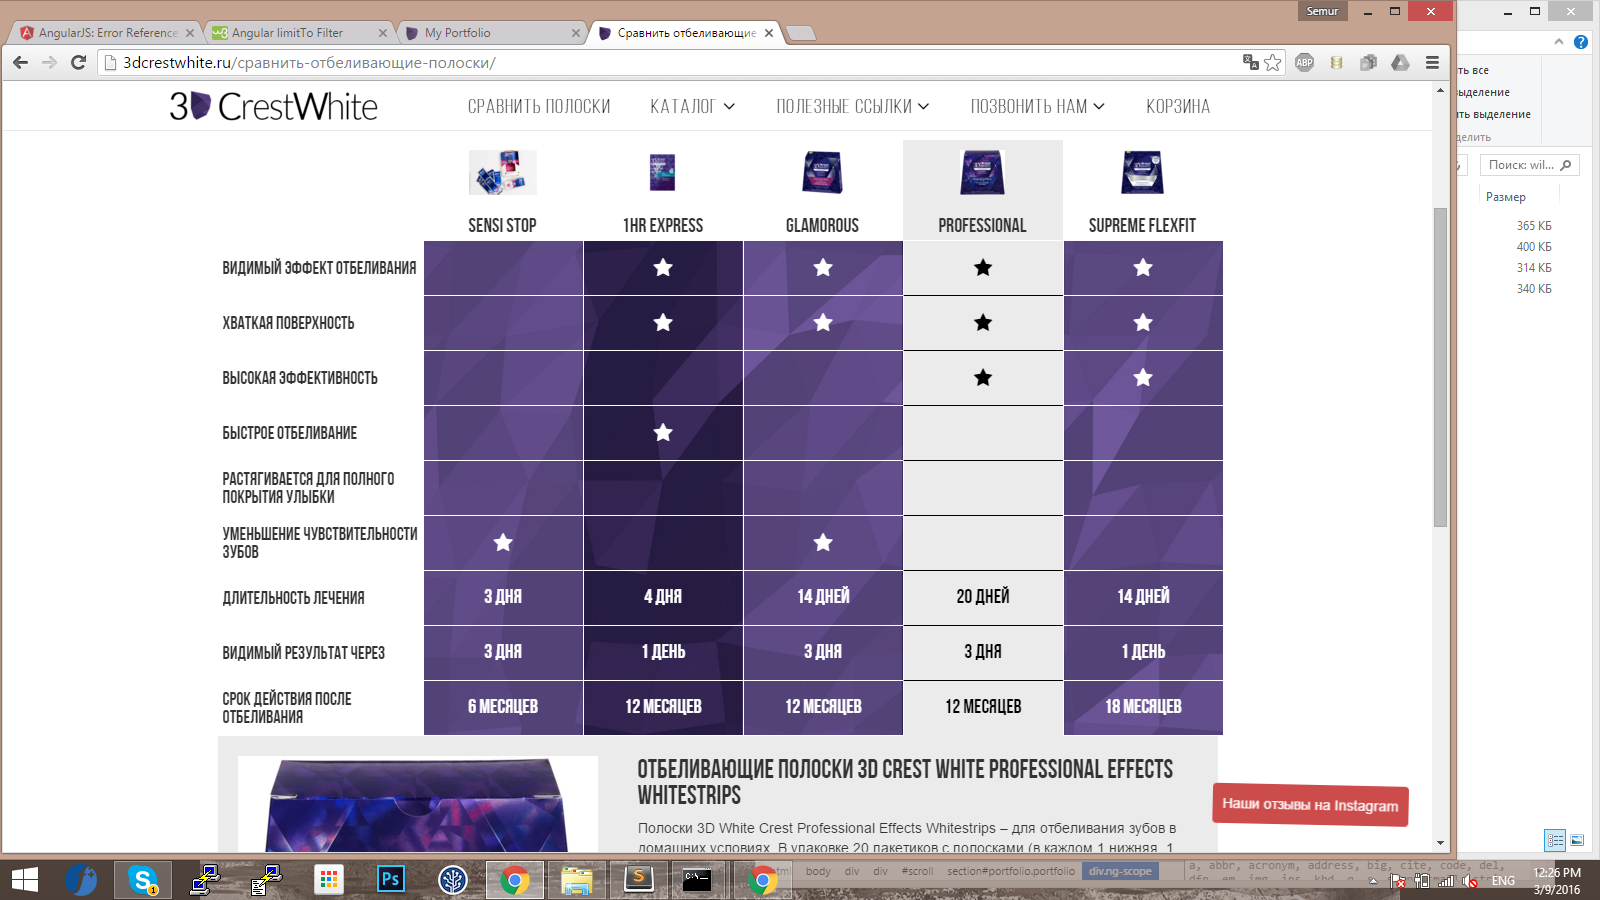 Semur
AngularJS: Error Reference
Angular limitTo Filter
My Portfolio
Сравнить отбеливающие
3dcrestwhite.ru/сравнить-отбеливающие-полоски/
ABP
ть все
выделение
ть выделение
делить
Поиск: wil...
Размер
365 КБ
400 КБ
314 КБ
340 КБ
3D CrestWhite
СРАВНИТЬ ПОЛОСКИ
КАТАЛОГ
ПОЛЕЗНЫЕ ССЫЛКИ
ПОЗВОНИТЬ НАМ
КОРЗИНА
SENSI STOP
1HR EXPRESS
GLAMOROUS
PROFESSIONAL
SUPREME FLEXFIT
ВИДИМЫЙ ЭФФЕКТ ОТБЕЛИВАНИЯ
ХВАТКАЯ ПОВЕРХНОСТЬ
ВЫСОКАЯ ЭФФЕКТИВНОСТЬ
БЫСТРОЕ ОТБЕЛИВАНИЕ
РАСТЯГИВАЕТСЯ ДЛЯ ПОЛНОГО
ПОКРЫТИЯ УЛЫБКИ
УМЕНЬШЕНИЕ ЧУВСТВИТЕЛЬНОСТИ
ЗУБОВ
ДЛИТЕЛЬНОСТЬ ЛЕЧЕНИЯ
3 ДНЯ
4 ДНЯ
14 ДНЕЙ
20 ДНЕЙ
14 ДНЕЙ
ВИДИМЫЙ РЕЗУЛЬТАТ ЧЕРЕЗ
3 ДНЯ
1 ДЕНЬ
3 ДНЯ
3 ДНЯ
1 ДЕНЬ
СРОК ДЕЙСТВИЯ ПОСЛЕ
ОТБЕЛИВАНИЯ
6 МЕСЯЦЕВ
12 МЕСЯЦЕВ
12 МЕСЯЦЕВ
12 МЕСЯЦЕВ
18 МЕСЯЦЕВ
ОТБЕЛИВАЮЩИЕ ПОЛОСКИ 3D CREST WHITE PROFESSIONAL EFFECTS
WHITESTRIPS
Полоски 3D White Crest Professional Effects Whitestrips – для отбеливания зубов в
домашних условиях. В упаковке 20 пакетиков с полосками (в каждом 1 нижняя, 1
Наши отзывы на Instagram
body div div #scroll section#portfolio.portfolio div.ng-scope
a, abbr, acronym, address, big, cite, code, del,
ENG
12:26 PM
3/9/2016